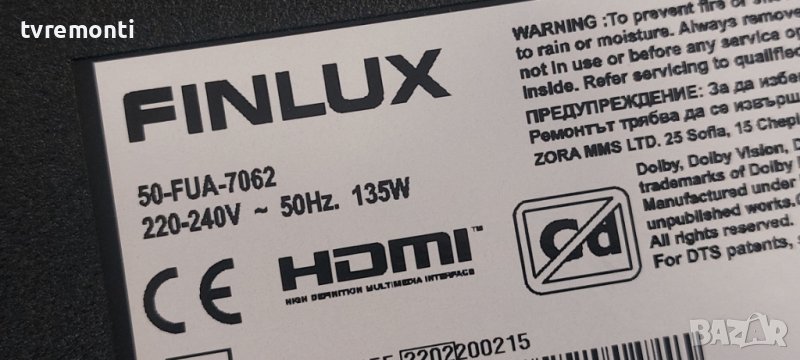 tvremonti
FINLUX
50-FUA-7062
220-240V ~ 50Hz. 135W
CE
HDMI™
HIGH DEFINITION MULTIMEDIA INTERFACE
WARNING :To prevent fire or
to rain or moisture. Always remove
not in use or before any service
inside. Refer servicing to qualified
ПРЕДУПРЕЖДЕНИЕ: За да избе
Ремонтът трябва да се извърш
ZORA MMS LTD. 25 Sofia, 15
Dolby, Dolby Vision,
trademarks of Dolby
Manufactured under
unpublished works.
All rights reserved.
For DTS patents,
Cd
2202200215
BAZAR